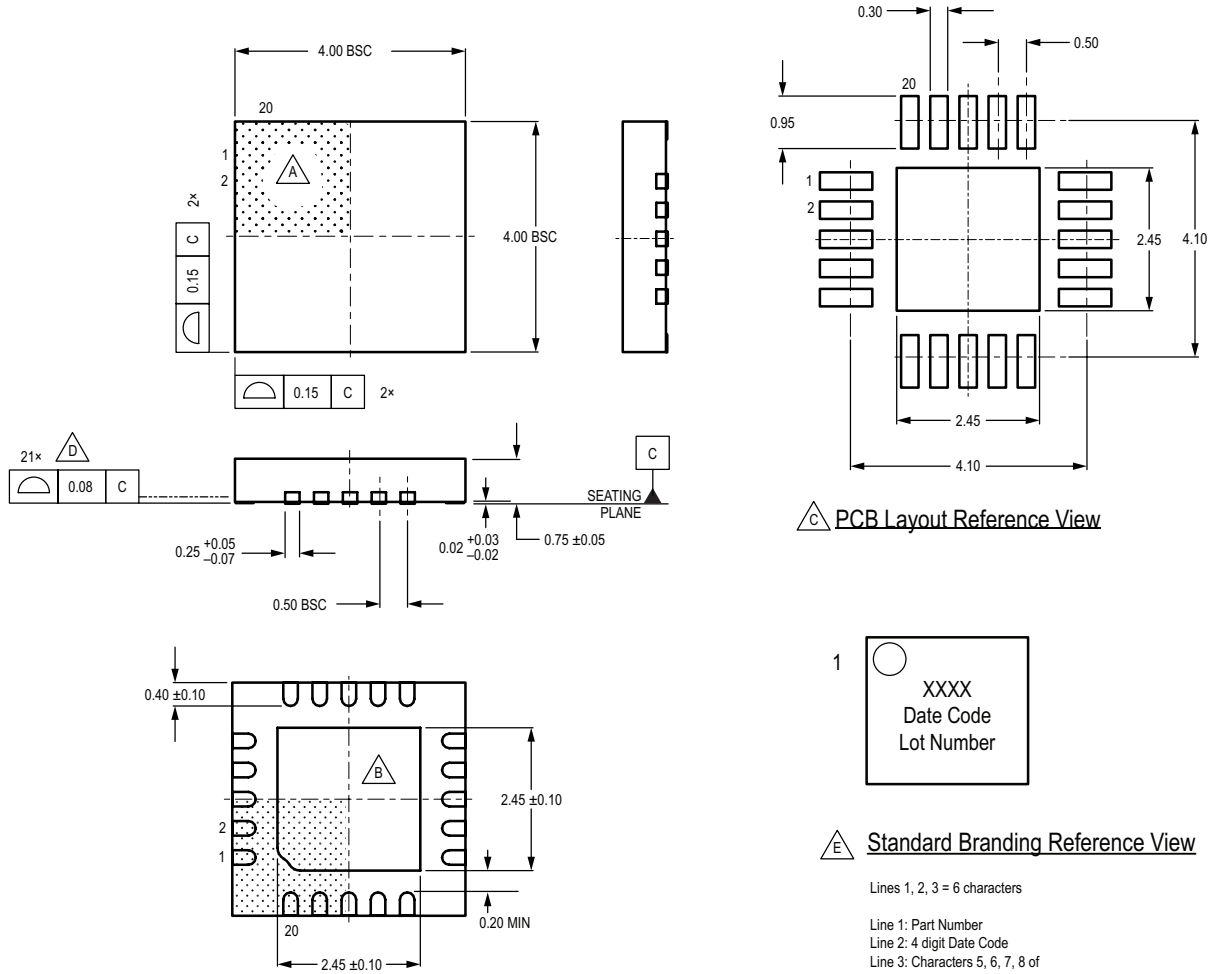 4.00 BSC
20
1
2
A
4.00 BSC
2×
0.15 C
0.15 C 2×
0.30
0.50
20
0.95
1
2
2.45
4.10
2.45
4.10
C PCB Layout Reference View
21× D
0.08 C
C
SEATING
PLANE
0.25 +0.05
–0.07
0.02 +0.03
–0.02
0.75 ±0.05
0.50 BSC
0.40 ±0.10
B
2.45 ±0.10
2
1
20
0.20 MIN
2.45 ±0.10
1
XXXX
Date Code
Lot Number
E Standard Branding Reference View
Lines 1, 2, 3 = 6 characters
Line 1: Part Number
Line 2: 4 digit Date Code
Line 3: Characters 5, 6, 7, 8 of